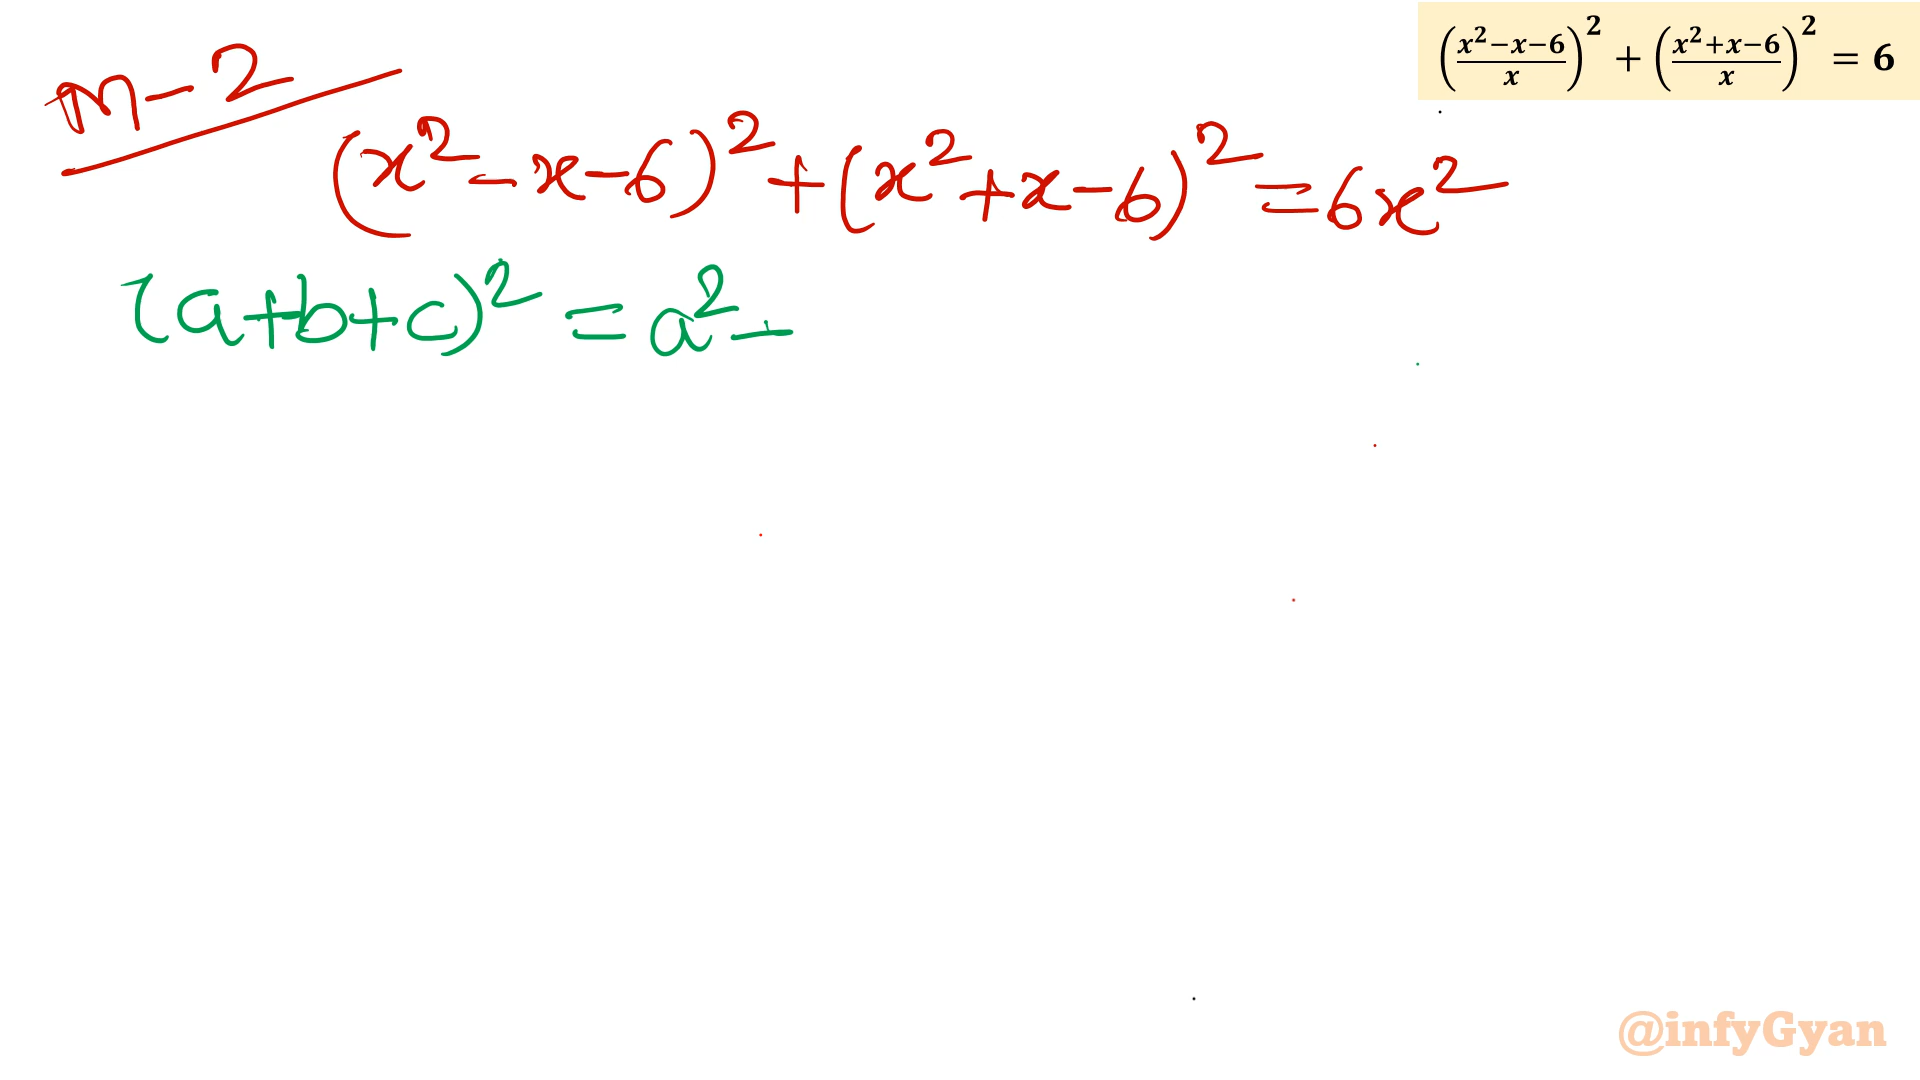 (x²−x−6 / x)² + (x²+x−6 / x)² = 6
M-2
(x²-x-6)²+(x²+x-6)²=6x²
(a+b+c)²=a²+
@infyGyan